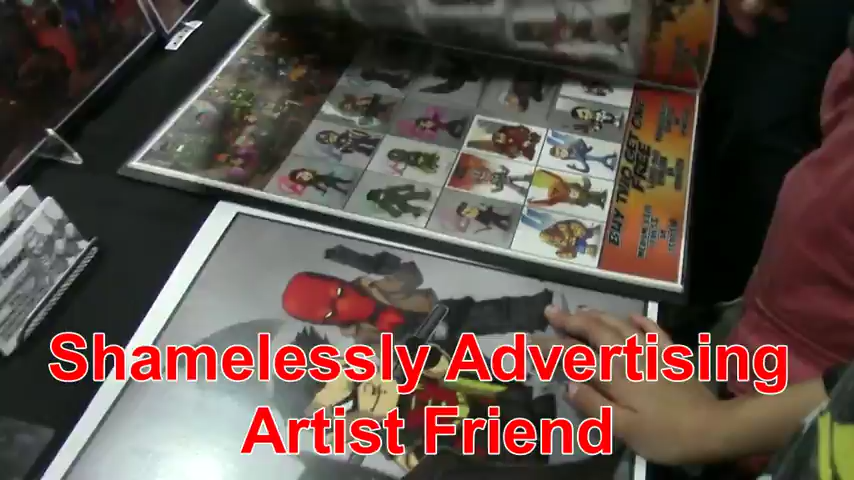 BUY TWO GET ONE
FREE
Shamelessly Advertising
Artist Friend